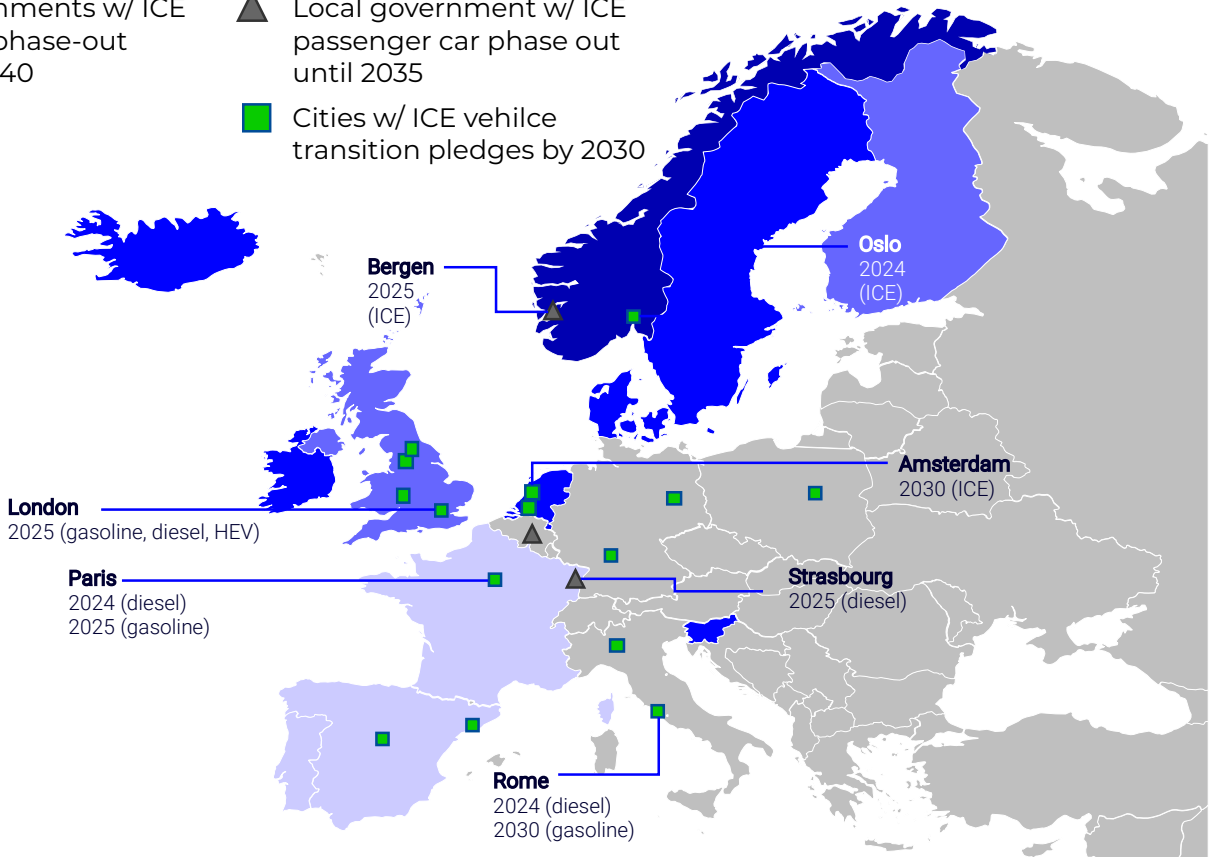 nments w/ ICE
phase-out
40
Local government w/ ICE
passenger car phase out
until 2035
Cities w/ ICE vehilce
transition pledges by 2030
Oslo
2024
(ICE)
Bergen
2025
(ICE)
Amsterdam
2030 (ICE)
London
2025 (gasoline, diesel, HEV)
Paris
2024 (diesel)
2025 (gasoline)
Strasbourg
2025 (diesel)
Rome
2024 (diesel)
2030 (gasoline)